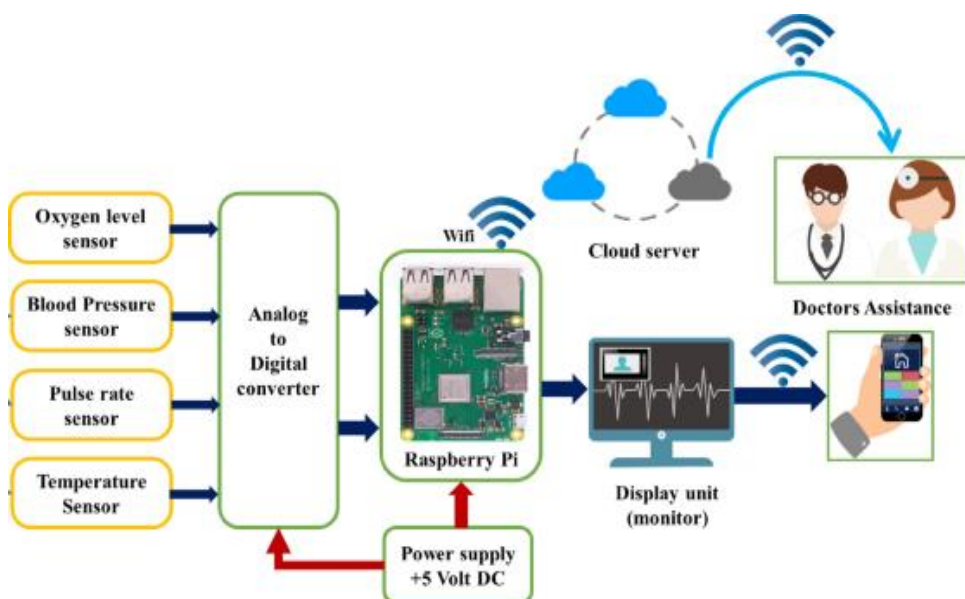 Oxygen level
sensor
Blood Pressure
sensor
Pulse rate
sensor
Temperature
Sensor
Analog
to
Digital
converter
Wifi
Raspberry Pi
Power supply
+5 Volt DC
Cloud server
Doctors Assistance
Display unit
(monitor)